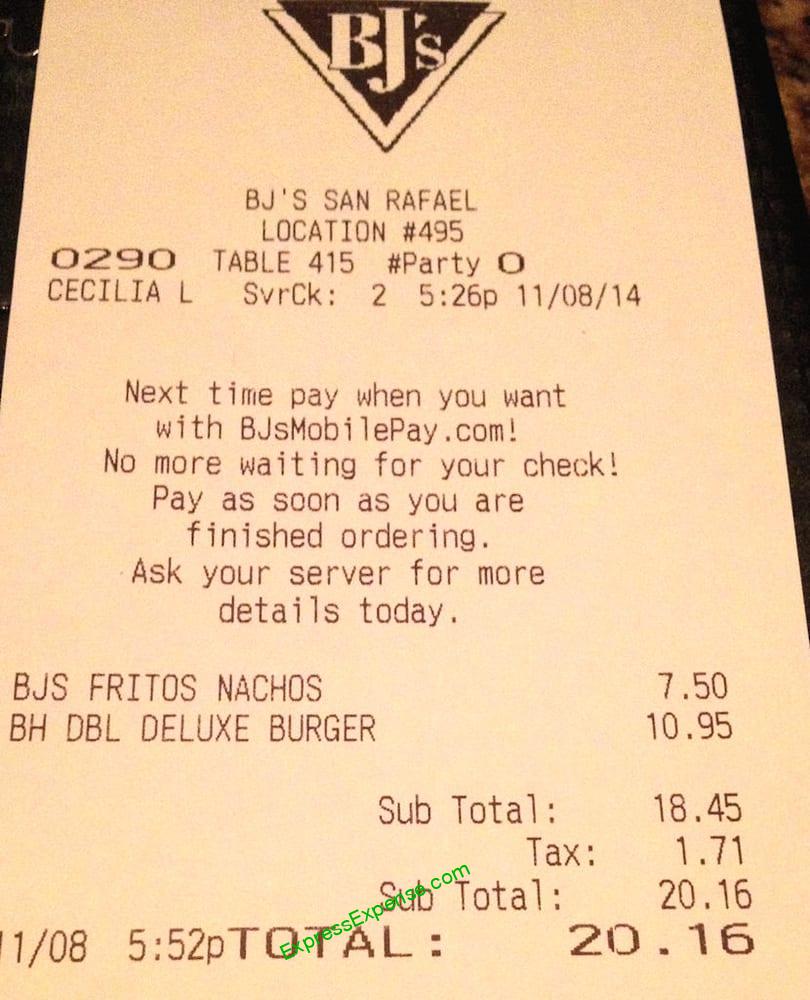 BJ's
BJ'S SAN RAFAEL
LOCATION #495
0290 TABLE 415 #Party 0
CECILIA L SvrCk: 2 5:26p 11/08/14
Next time pay when you want
with BJsMobilePay.com!
No more waiting for your check!
Pay as soon as you are
finished ordering.
Ask your server for more
details today.
BJS FRITOS NACHOS 7.50
BH DBL DELUXE BURGER 10.95
Sub Total: 18.45
Tax: 1.71
Sub Total: 20.16
11/08 5:52pTOTAL: 20.16
ExpressExpense.com